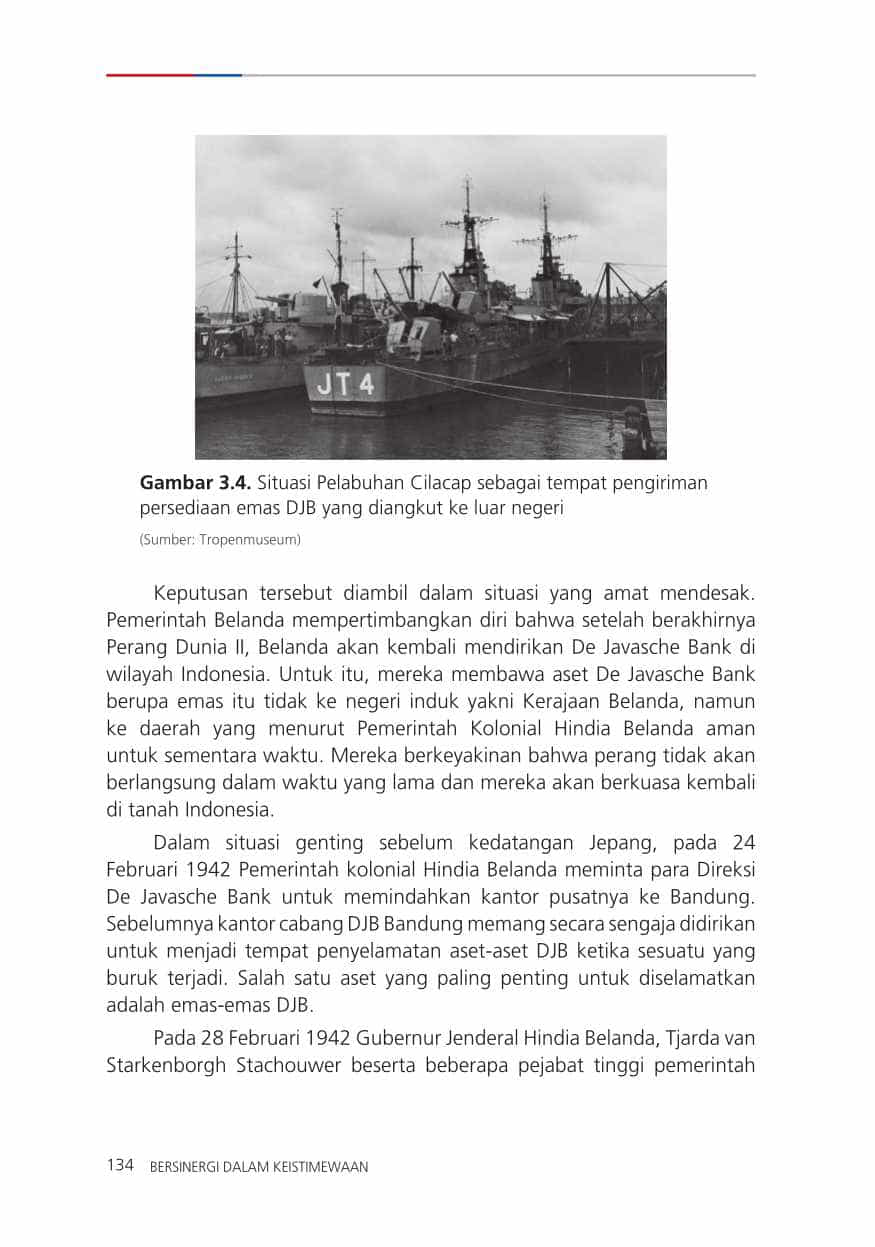 JT4
Gambar 3.4. Situasi Pelabuhan Cilacap sebagai tempat pengiriman
persediaan emas DJB yang diangkut ke luar negeri
(Sumber: Tropenmuseum)
Keputusan tersebut diambil dalam situasi yang amat mendesak.
Pemerintah Belanda mempertimbangkan diri bahwa setelah berakhirnya
Perang Dunia II, Belanda akan kembali mendirikan De Javasche Bank di
wilayah Indonesia. Untuk itu, mereka membawa aset De Javasche Bank
berupa emas itu tidak ke negeri induk yakni Kerajaan Belanda, namun
ke daerah yang menurut Pemerintah Kolonial Hindia Belanda aman
untuk sementara waktu. Mereka berkeyakinan bahwa perang tidak akan
berlangsung dalam waktu yang lama dan mereka akan berkuasa kembali
di tanah Indonesia.
Dalam situasi genting sebelum kedatangan Jepang, pada 24
Februari 1942 Pemerintah kolonial Hindia Belanda meminta para Direksi
De Javasche Bank untuk memindahkan kantor pusatnya ke Bandung.
Sebelumnya kantor cabang DJB Bandung memang secara sengaja didirikan
untuk menjadi tempat penyelamatan aset-aset DJB ketika sesuatu yang
buruk terjadi. Salah satu aset yang paling penting untuk diselamatkan
adalah emas-emas DJB.
Pada 28 Februari 1942 Gubernur Jenderal Hindia Belanda, Tjarda van
Starkenborgh Stachouwer beserta beberapa pejabat tinggi pemerintah
134 BERSINERGI DALAM KEISTIMEWAAN